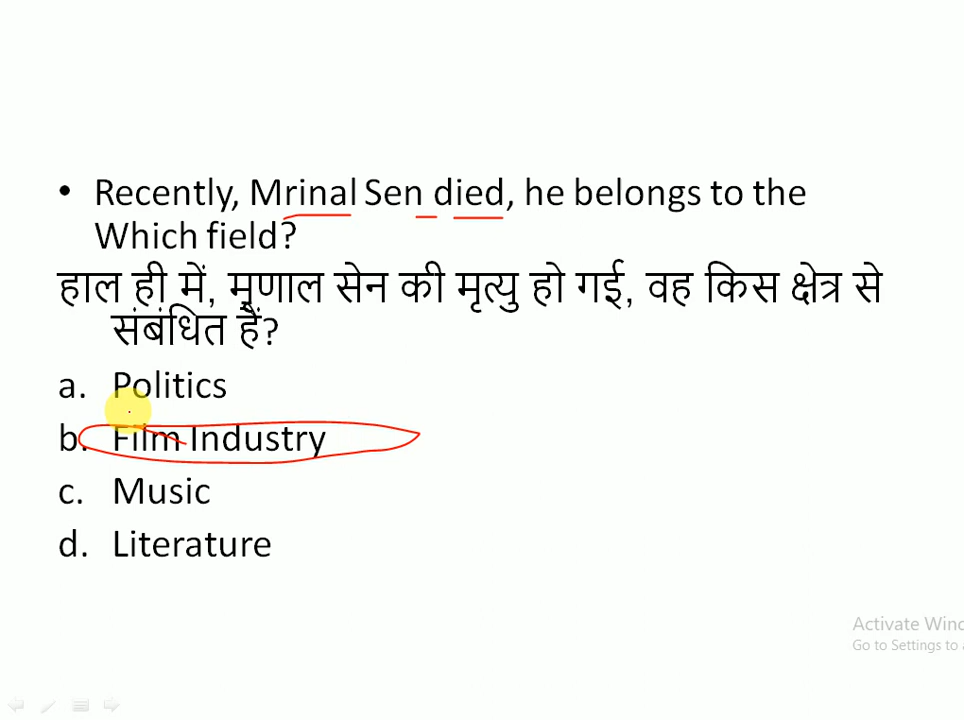 • Recently, Mrinal Sen died, he belongs to the
Which field?
हाल ही में, मृणाल सेन की मृत्यु हो गई, वह किस क्षेत्र से
संबंधित हैं?
a. Politics
b. Film Industry
c. Music
d. Literature
Activate Winc
Go to Settings to